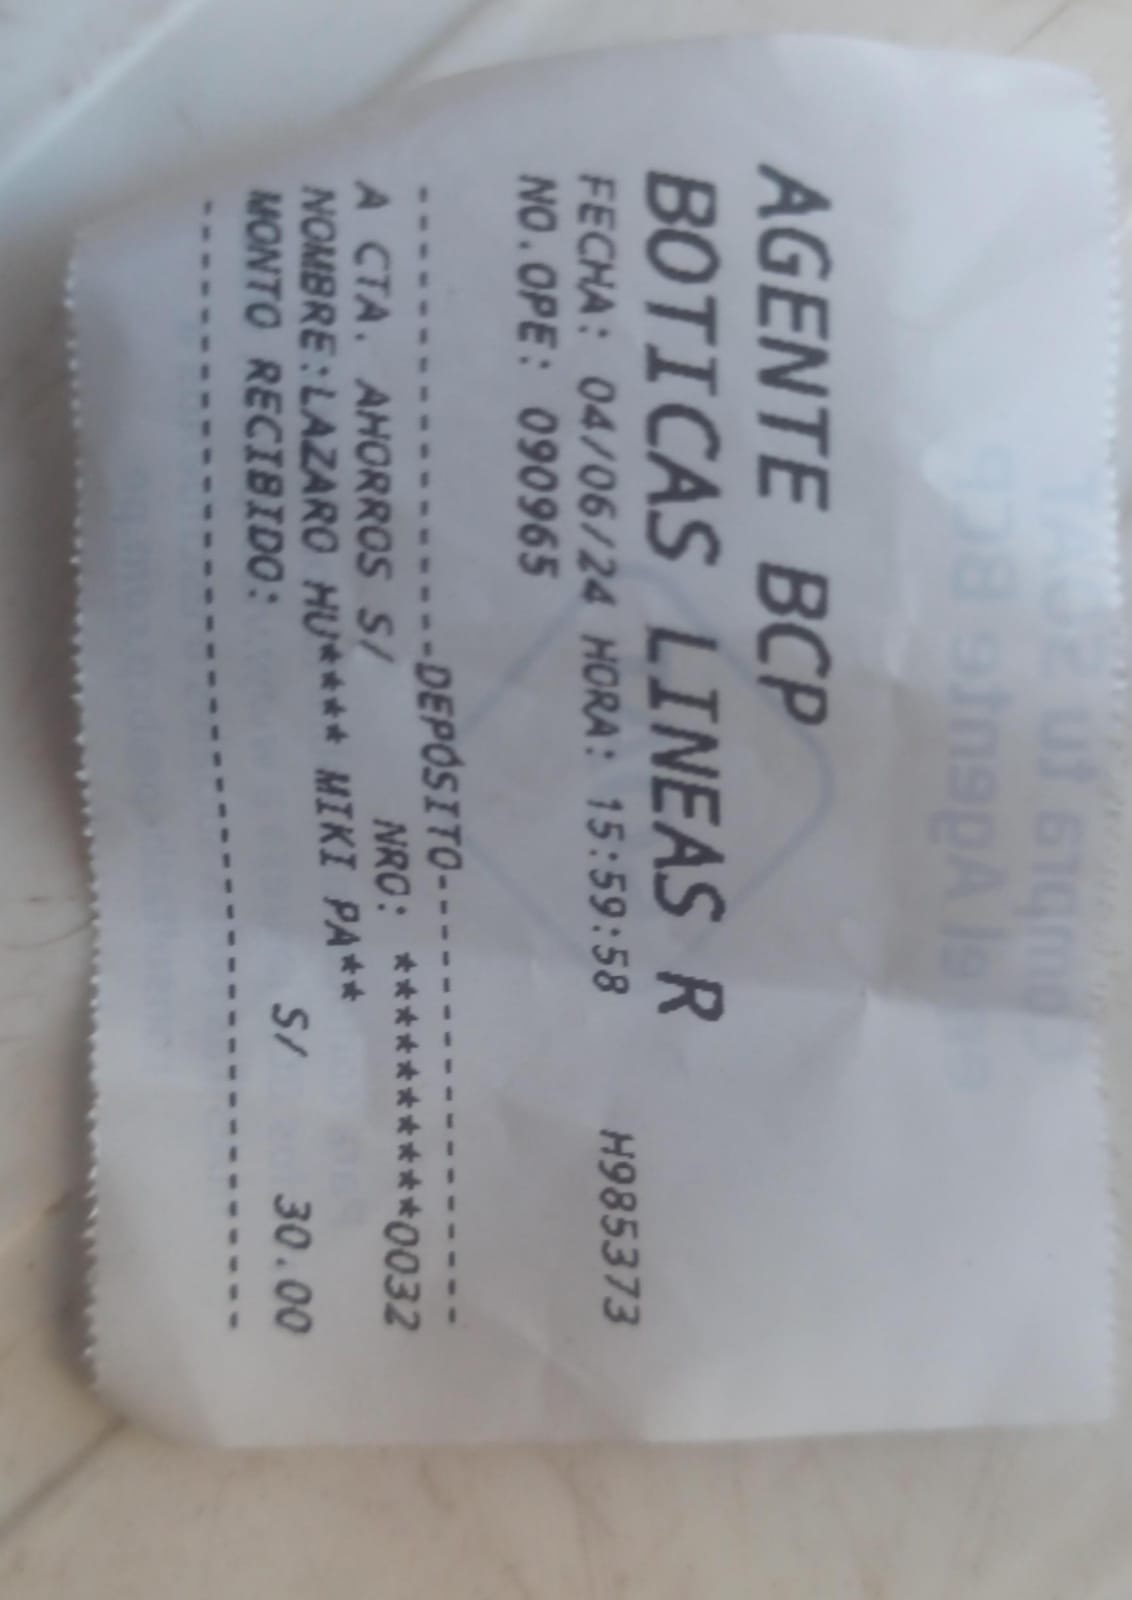 AGENTE BCP
BOTICAS LINEAS R
FECHA: 04/06/24 HORA: 15:59:58 H985373
NO.OPE: 090965
------------------DEPOSITO------------------
A CTA. AHORROS S/ NRO: **********0032
NOMBRE:LAZARO HU**** MIKI PA**
MONTO RECIBIDO: S/ 30.00
--------------------------------------------